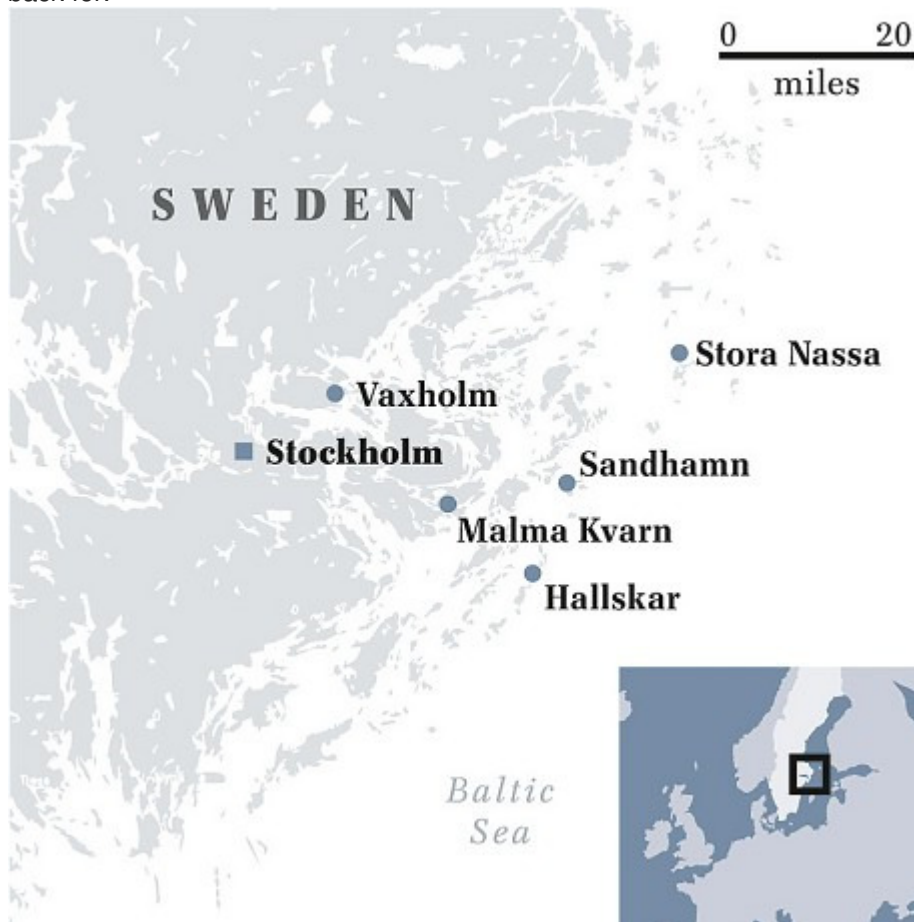 0 20
miles
SWEDEN
Stora Nassa
Vaxholm
Stockholm
Sandhamn
Malma Kvarn
Hallskar
Baltic
Sea